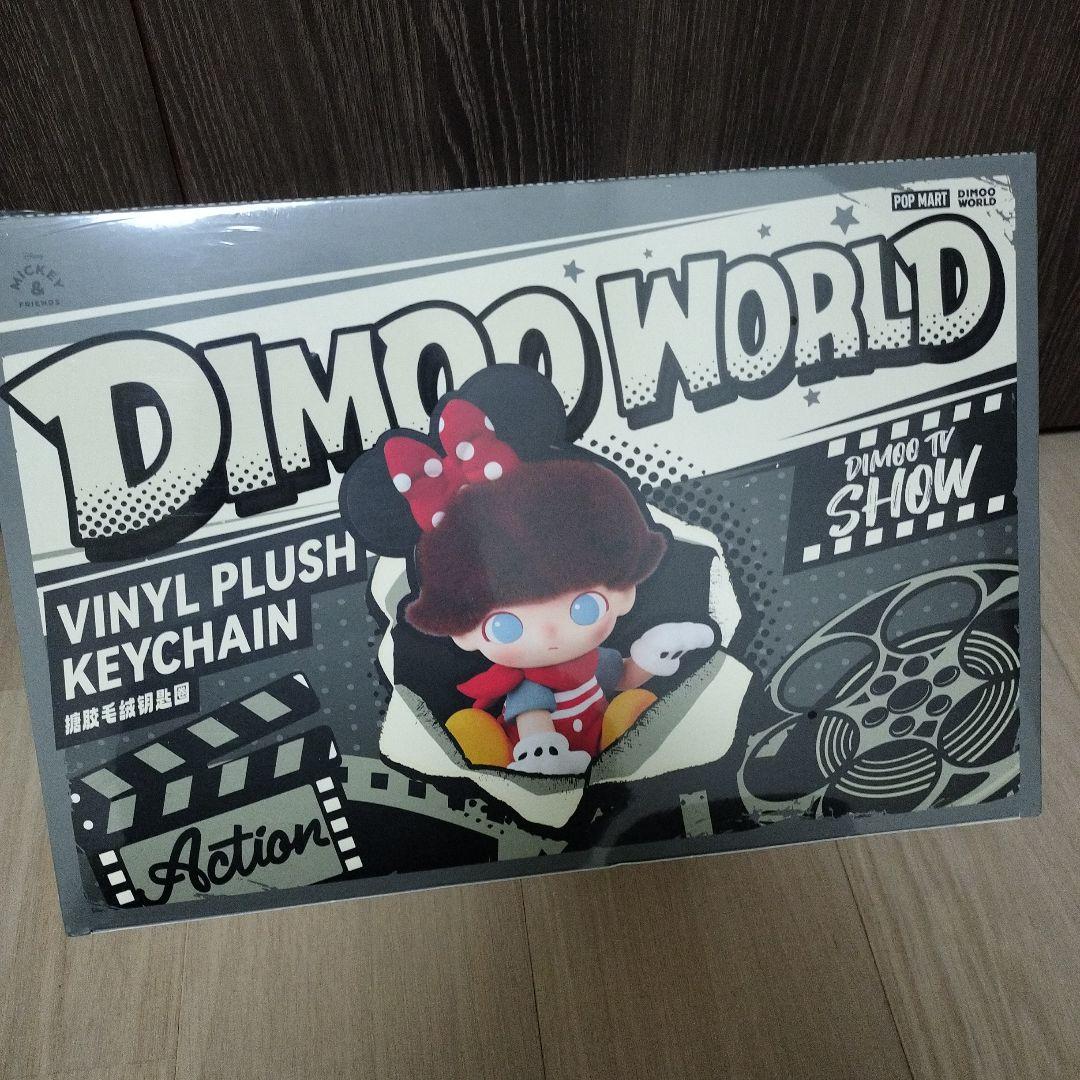 POP MART
DIMOO
WORLD
Disney
MICKEY
&
FRIENDS
DIMOO WORLD
DIMOO TV
SHOW
VINYL PLUSH
KEYCHAIN
搪胶毛绒钥匙圈
Action